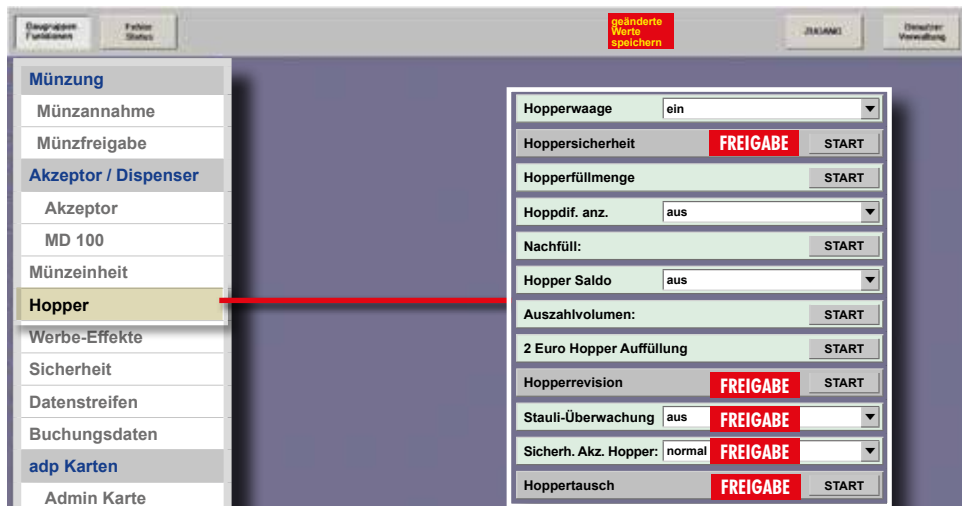 Baugruppen
Funktionen
Fehler
Status
geänderte
Werte
speichern
ZUGANG
Benutzer
Verwaltung
Münzung
Münzannahme
Münzfreigabe
Akzeptor / Dispenser
Akzeptor
MD 100
Münzeinheit
Hopper
Werbe-Effekte
Sicherheit
Datenstreifen
Buchungsdaten
adp Karten
Admin Karte
Hopperwaage ein
Hoppersicherheit FREIGABE START
Hopperfüllmenge START
Hoppdif. anz. aus
Nachfüll: START
Hopper Saldo aus
Auszahlvolumen: START
2 Euro Hopper Auffüllung START
Hopperrevision FREIGABE START
Stauli-Überwachung aus FREIGABE
Sicherh. Akz. Hopper: normal FREIGABE
Hoppertausch FREIGABE START